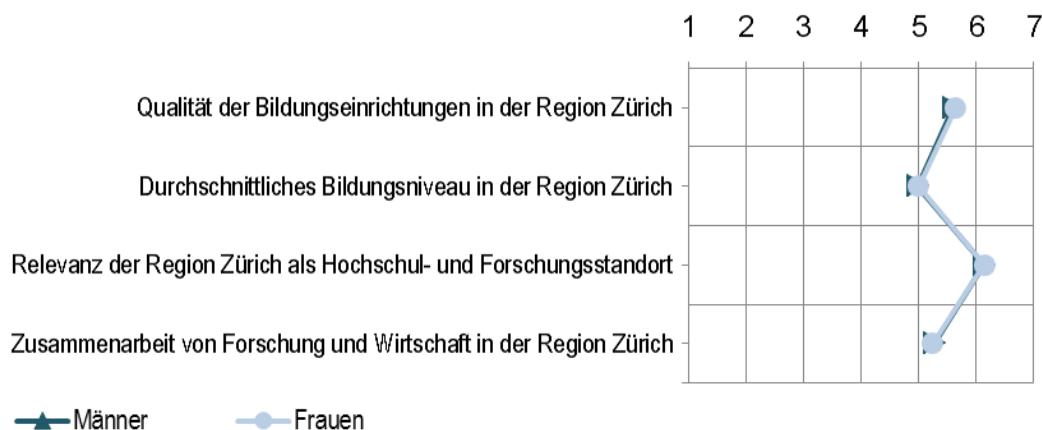 1 2 3 4 5 6 7
Qualität der Bildungseinrichtungen in der Region Zürich
Durchschnittliches Bildungsniveau in der Region Zürich
Relevanz der Region Zürich als Hochschul- und Forschungsstandort
Zusammenarbeit von Forschung und Wirtschaft in der Region Zürich
Männer Frauen